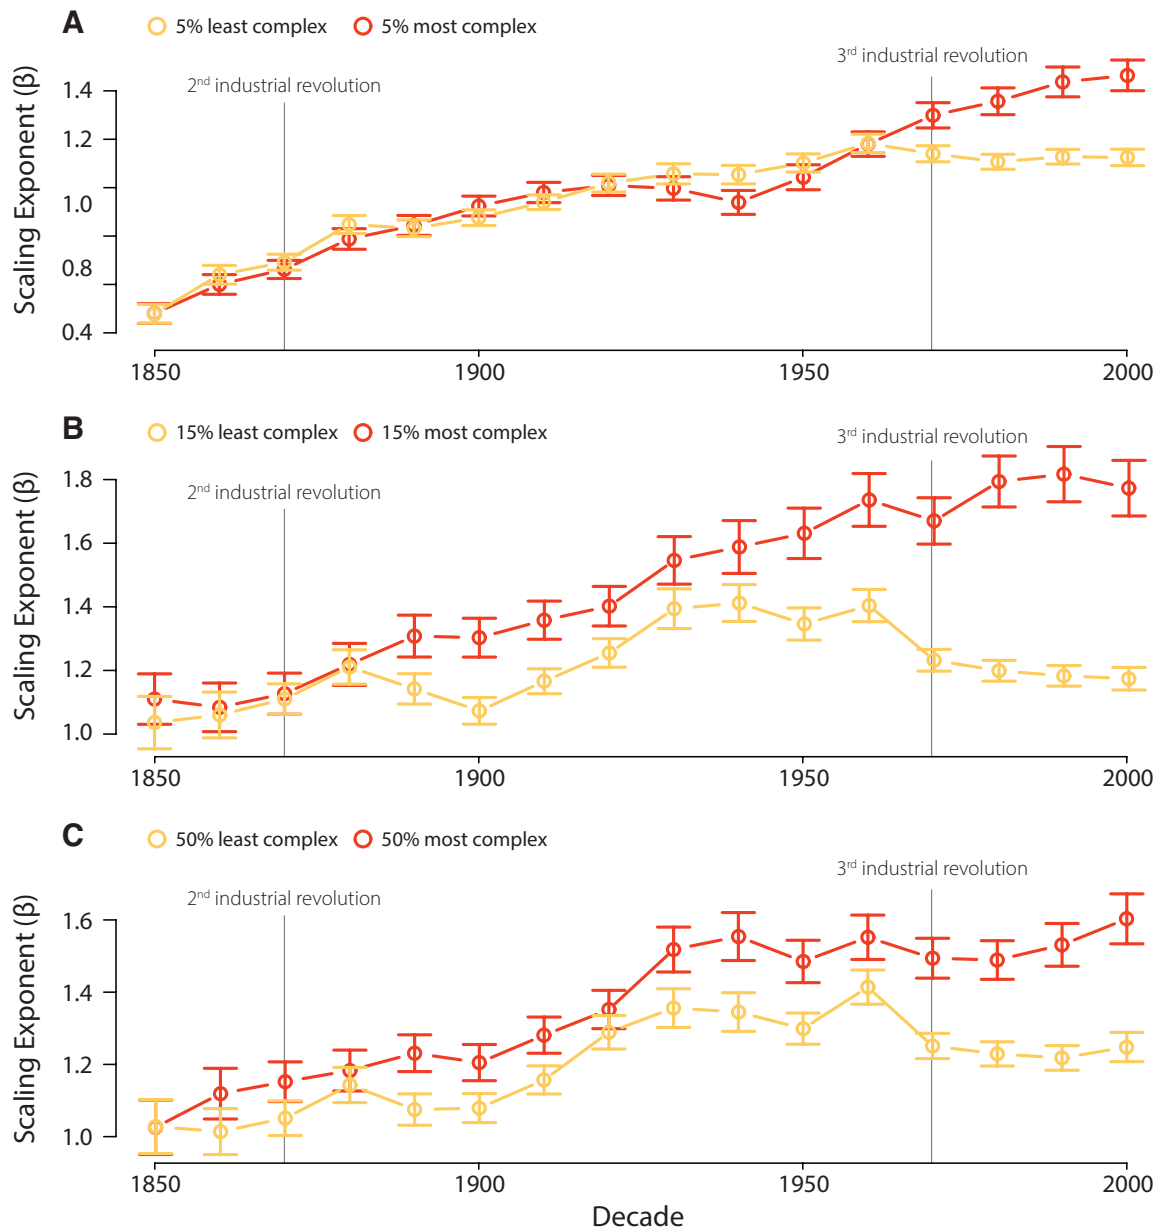 A
5% least complex
5% most complex
2nd industrial revolution
3rd industrial revolution
Scaling Exponent (β)
1.4
1.2
1.0
0.8
0.4
1850
1900
1950
2000
B
15% least complex
15% most complex
2nd industrial revolution
3rd industrial revolution
Scaling Exponent (β)
1.8
1.6
1.4
1.2
1.0
1850
1900
1950
2000
C
50% least complex
50% most complex
2nd industrial revolution
3rd industrial revolution
Scaling Exponent (β)
1.6
1.4
1.2
1.0
1850
1900
1950
2000
Decade